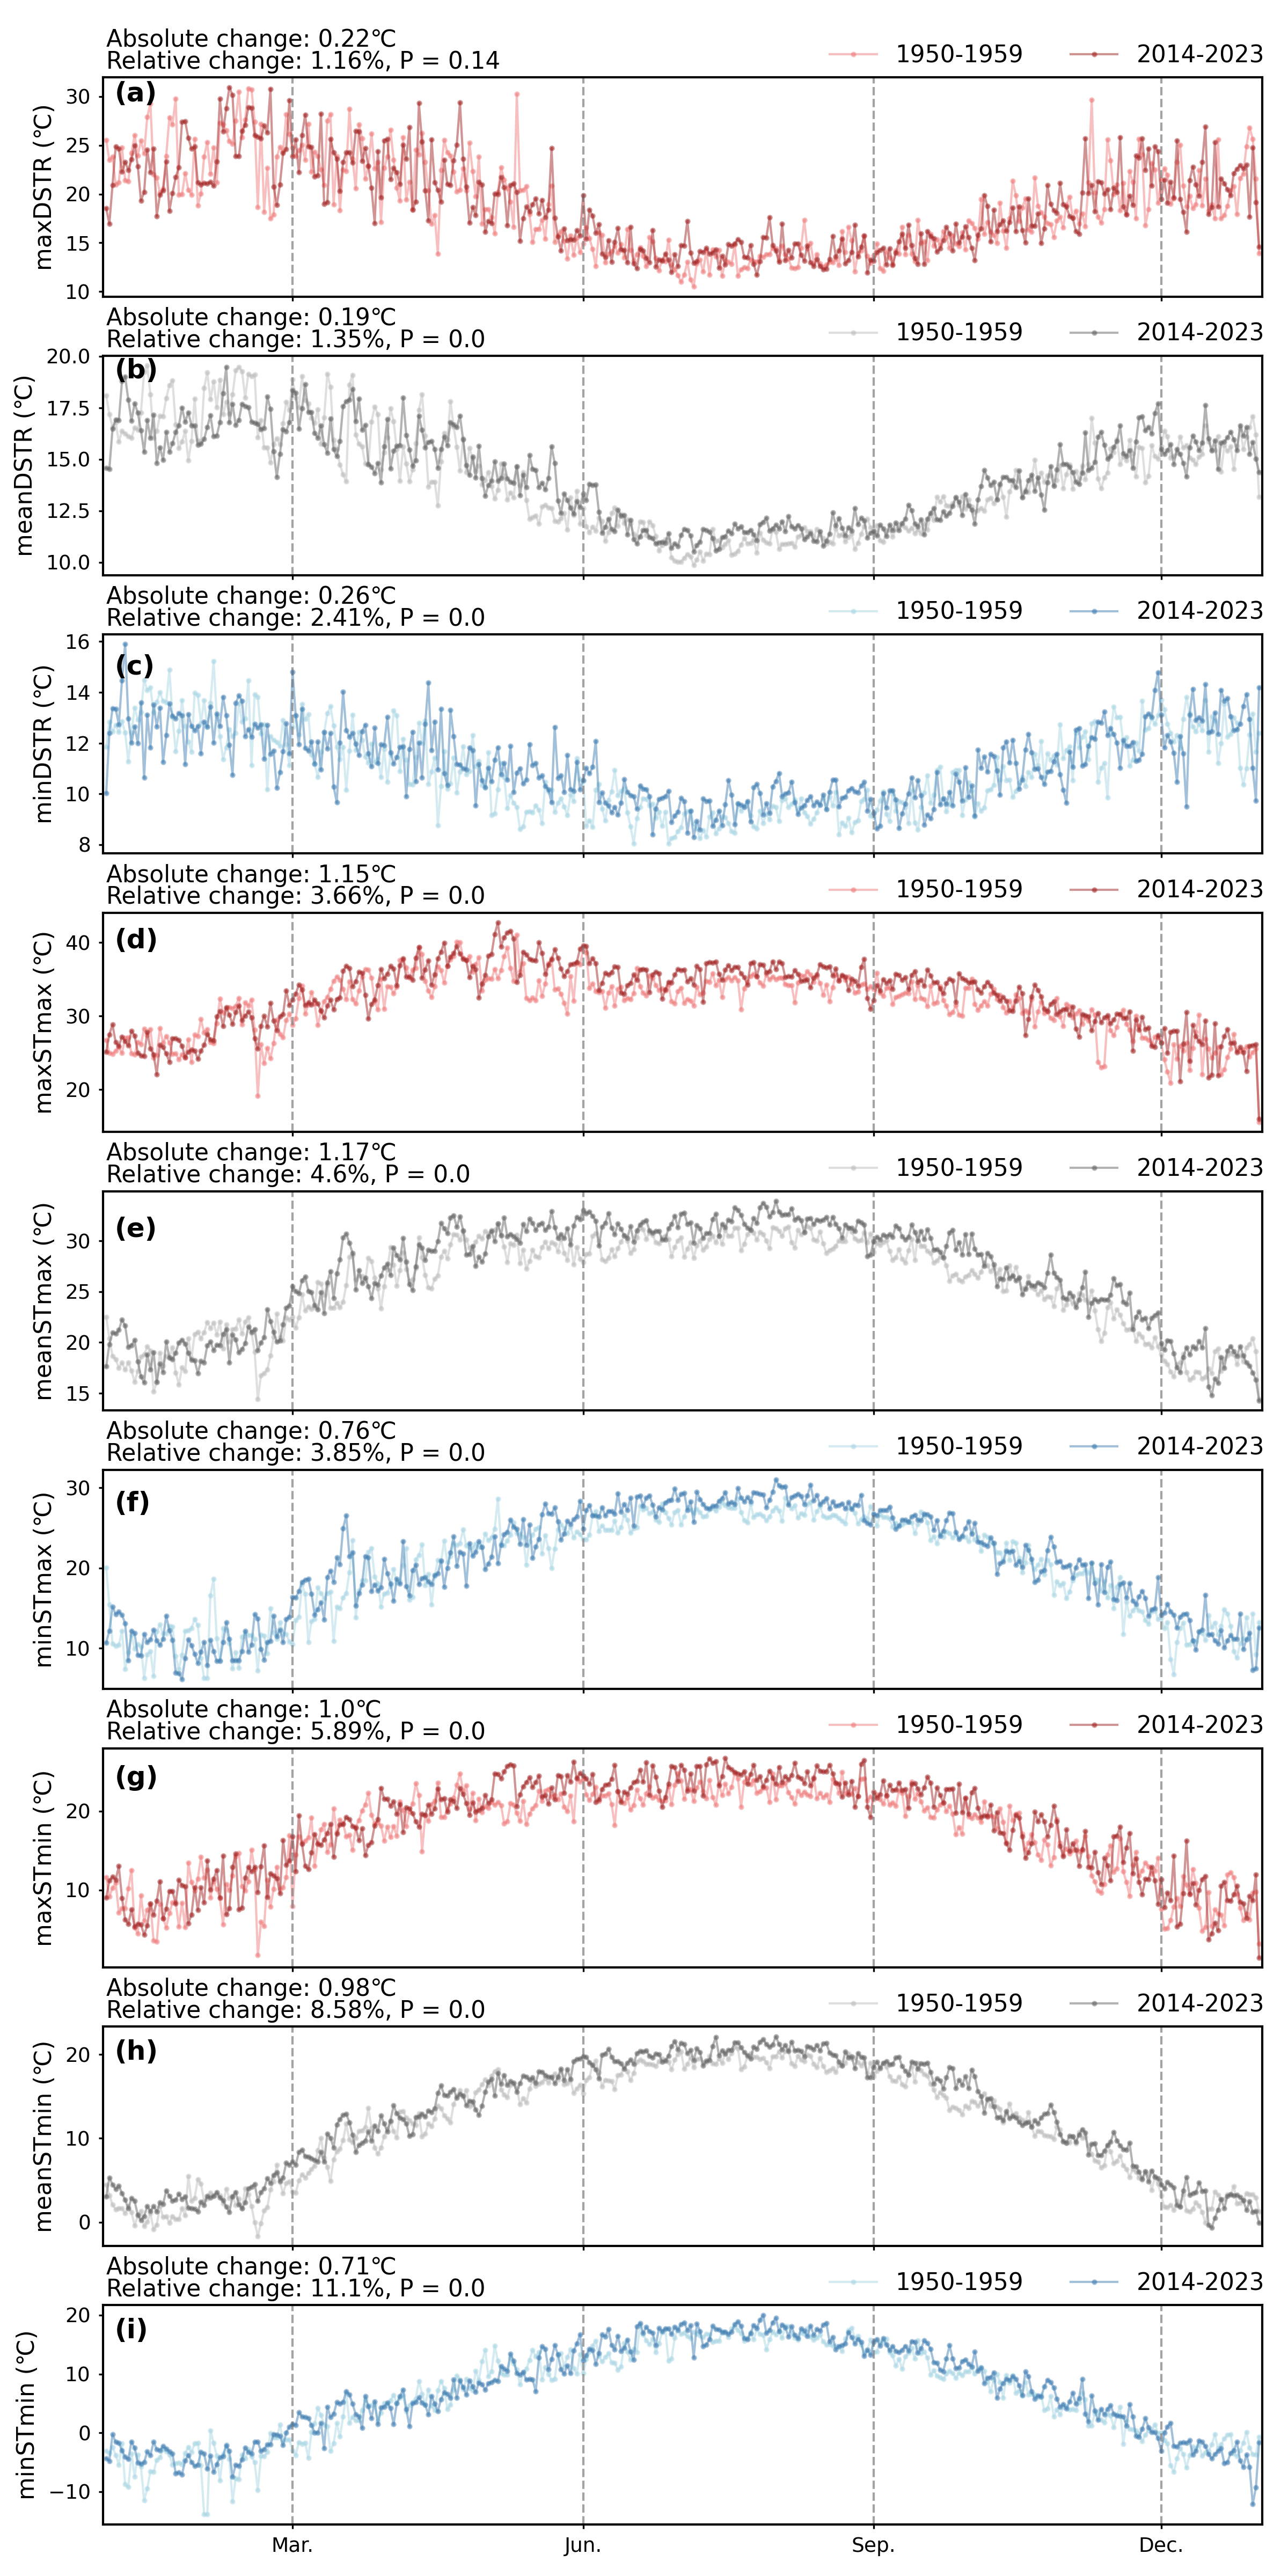 Absolute change: 0.22℃
Relative change: 1.16%, P = 0.14
1950-1959 2014-2023
(a)
maxDSTR (℃)
30
25
20
15
10
Absolute change: 0.19℃
Relative change: 1.35%, P = 0.0
1950-1959 2014-2023
(b)
meanDSTR (℃)
20.0
17.5
15.0
12.5
10.0
Absolute change: 0.26℃
Relative change: 2.41%, P = 0.0
1950-1959 2014-2023
(c)
minDSTR (℃)
16
14
12
10
8
Absolute change: 1.15℃
Relative change: 3.66%, P = 0.0
1950-1959 2014-2023
(d)
maxSTmax (℃)
40
30
20
Absolute change: 1.17℃
Relative change: 4.6%, P = 0.0
1950-1959 2014-2023
(e)
meanSTmax (℃)
30
25
20
15
Absolute change: 0.76℃
Relative change: 3.85%, P = 0.0
1950-1959 2014-2023
(f)
minSTmax (℃)
30
20
10
Absolute change: 1.0℃
Relative change: 5.89%, P = 0.0
1950-1959 2014-2023
(g)
maxSTmin (℃)
20
10
Absolute change: 0.98℃
Relative change: 8.58%, P = 0.0
1950-1959 2014-2023
(h)
meanSTmin (℃)
20
10
0
Absolute change: 0.71℃
Relative change: 11.1%, P = 0.0
1950-1959 2014-2023
(i)
minSTmin (℃)
20
10
0
−10
Mar. Jun. Sep. Dec.